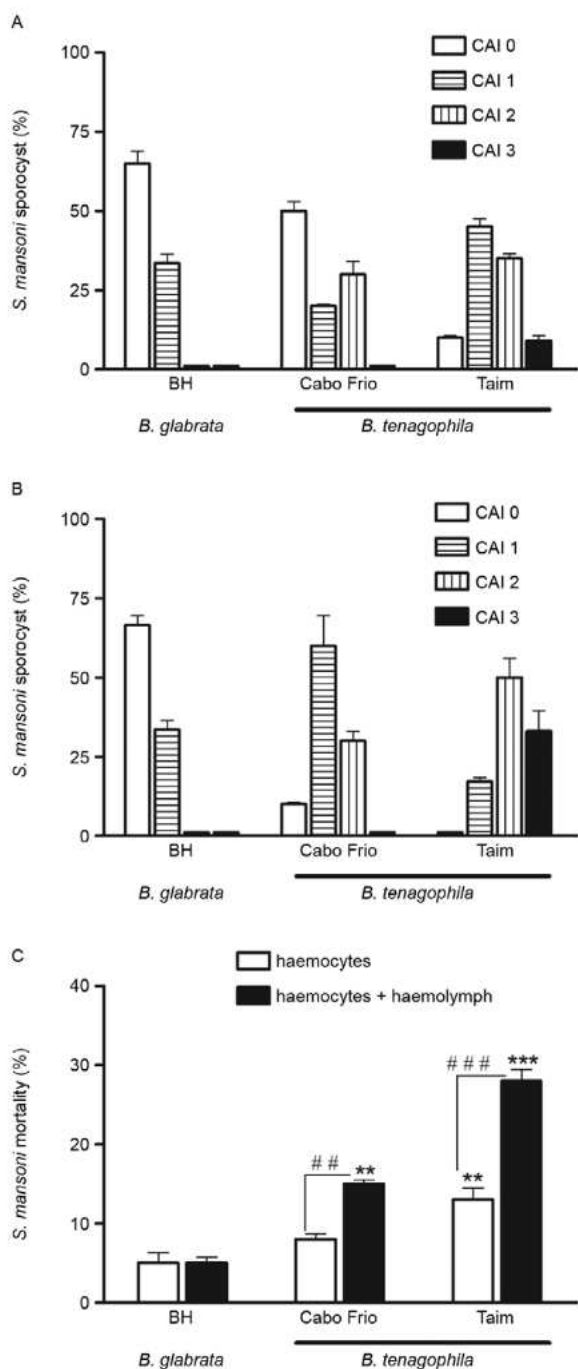 A
100
75
50
25
0
S. mansoni sporocyst (%)
CAI 0
CAI 1
CAI 2
CAI 3
BH
Cabo Frio
Taim
B. glabrata
B. tenagophila
B
100
75
50
25
0
S. mansoni sporocyst (%)
CAI 0
CAI 1
CAI 2
CAI 3
BH
Cabo Frio
Taim
B. glabrata
B. tenagophila
C
haemocytes
haemocytes + haemolymph
40
30
20
10
0
S. mansoni mortality (%)
# #
**
# # #
**
***
BH
Cabo Frio
Taim
B. glabrata
B. tenagophila